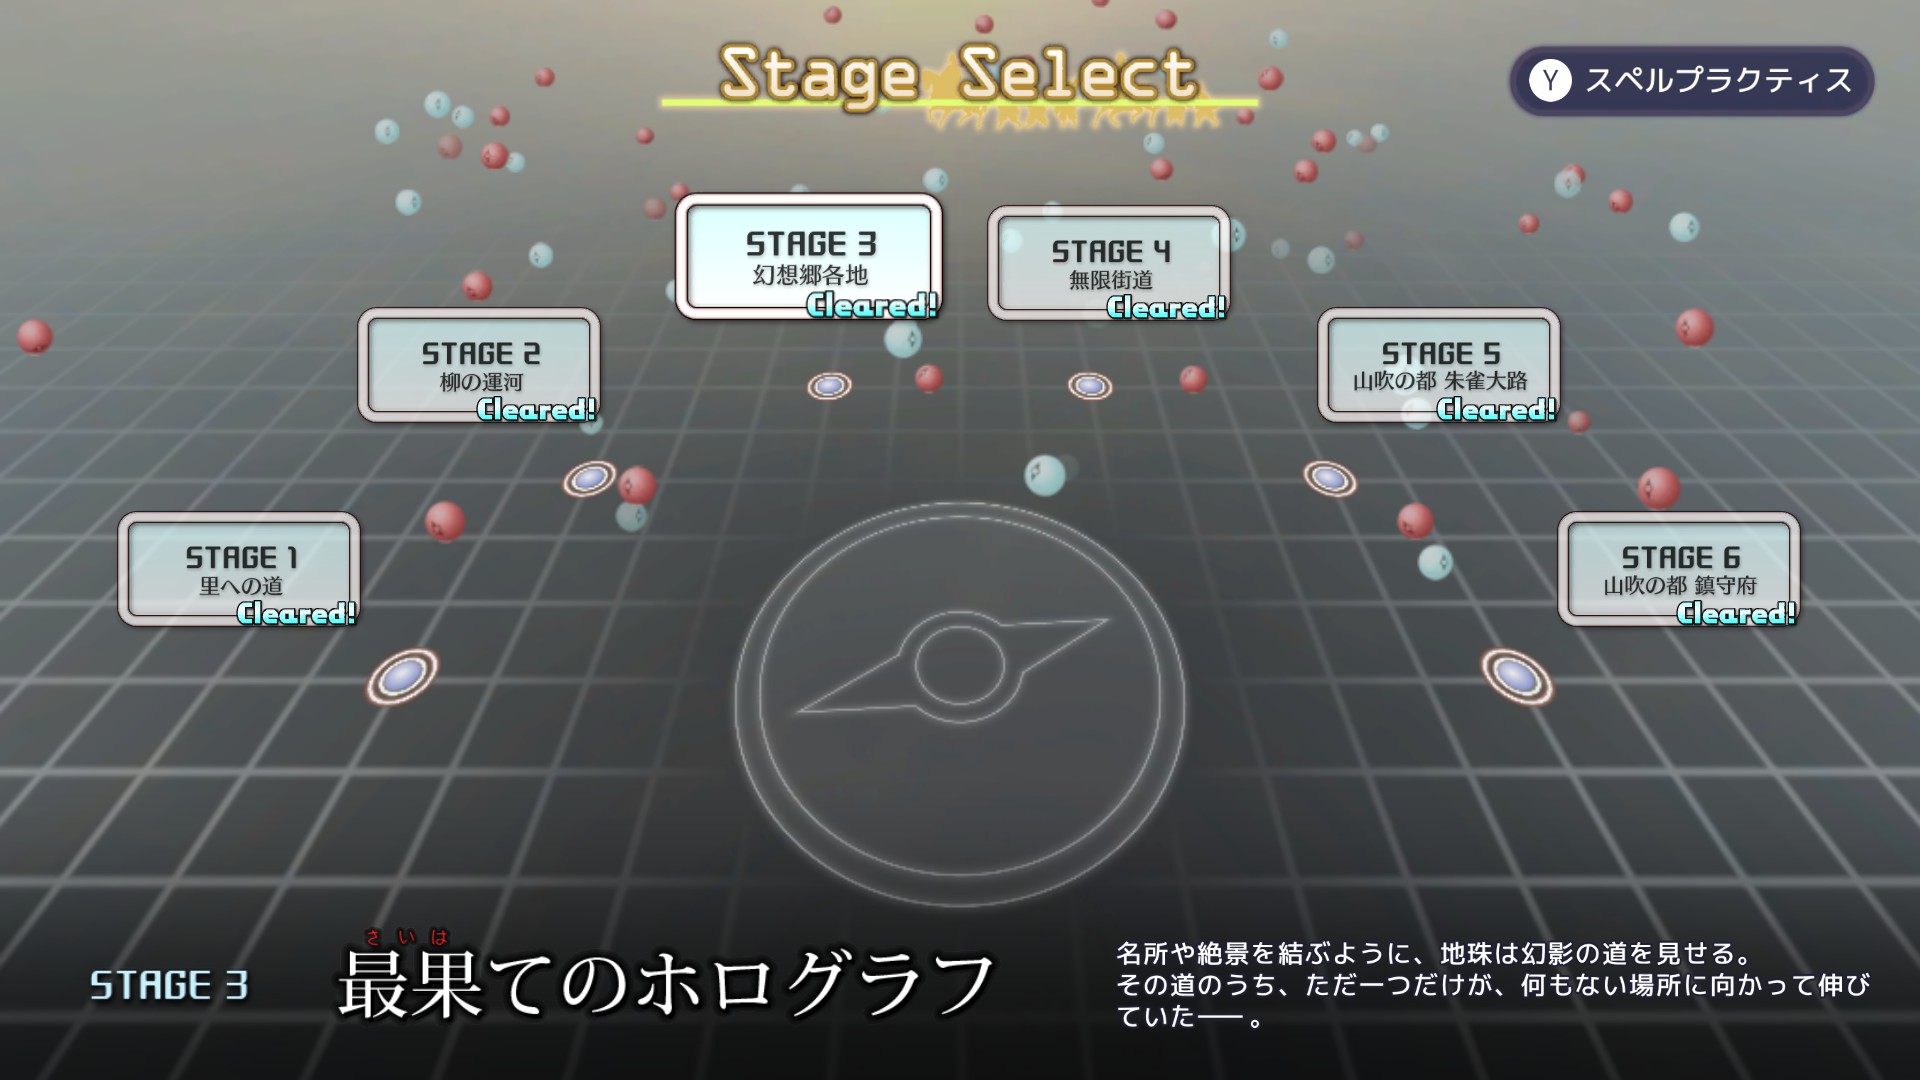 Stage Select
Y スペルプラクティス
STAGE 3
幻想郷各地
Cleared!
STAGE 4
無限街道
Cleared!
STAGE 2
柳の運河
Cleared!
STAGE 5
山吹の都 朱雀大路
Cleared!
STAGE 1
里への道
Cleared!
STAGE 6
山吹の都 鎮守府
Cleared!
さいは
STAGE 3 最果てのホログラフ
名所や絶景を結ぶように、地珠は幻影の道を見せる。
その道のうち、ただ一つだけが、何もない場所に向かって伸び
ていた――。